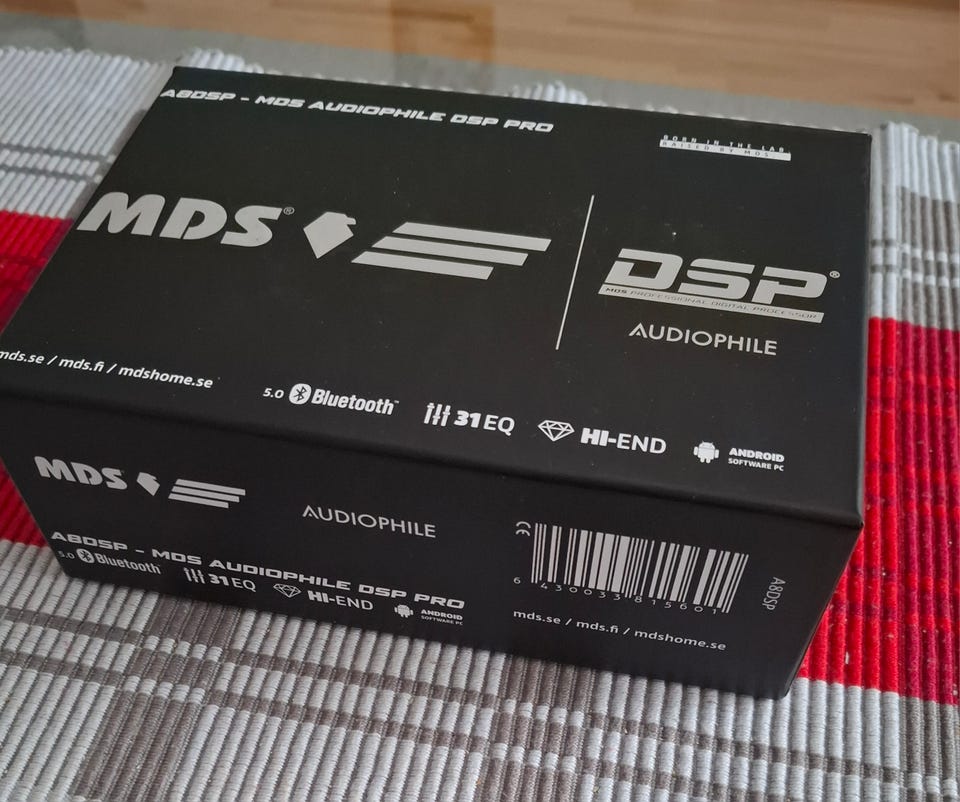 A8DSP - MDS AUDIOPHILE DSP PRO
BORN IN THE LAB.
RAISED BY MDS.
MDS®
DSP®
MDS PROFESSIONAL DIGITAL PROCESSOR
AUDIOPHILE
mds.se / mds.fi / mdshome.se
5.0 Bluetooth™
31 EQ
HI-END
ANDROID
SOFTWARE PC
MDS
AUDIOPHILE
A8DSP - MDS AUDIOPHILE DSP PRO
5.0 Bluetooth
31 EQ
HI-END
ANDROID
SOFTWARE PC
CE
6 430033 815601
mds.se / mds.fi / mdshome.se
A8DSP